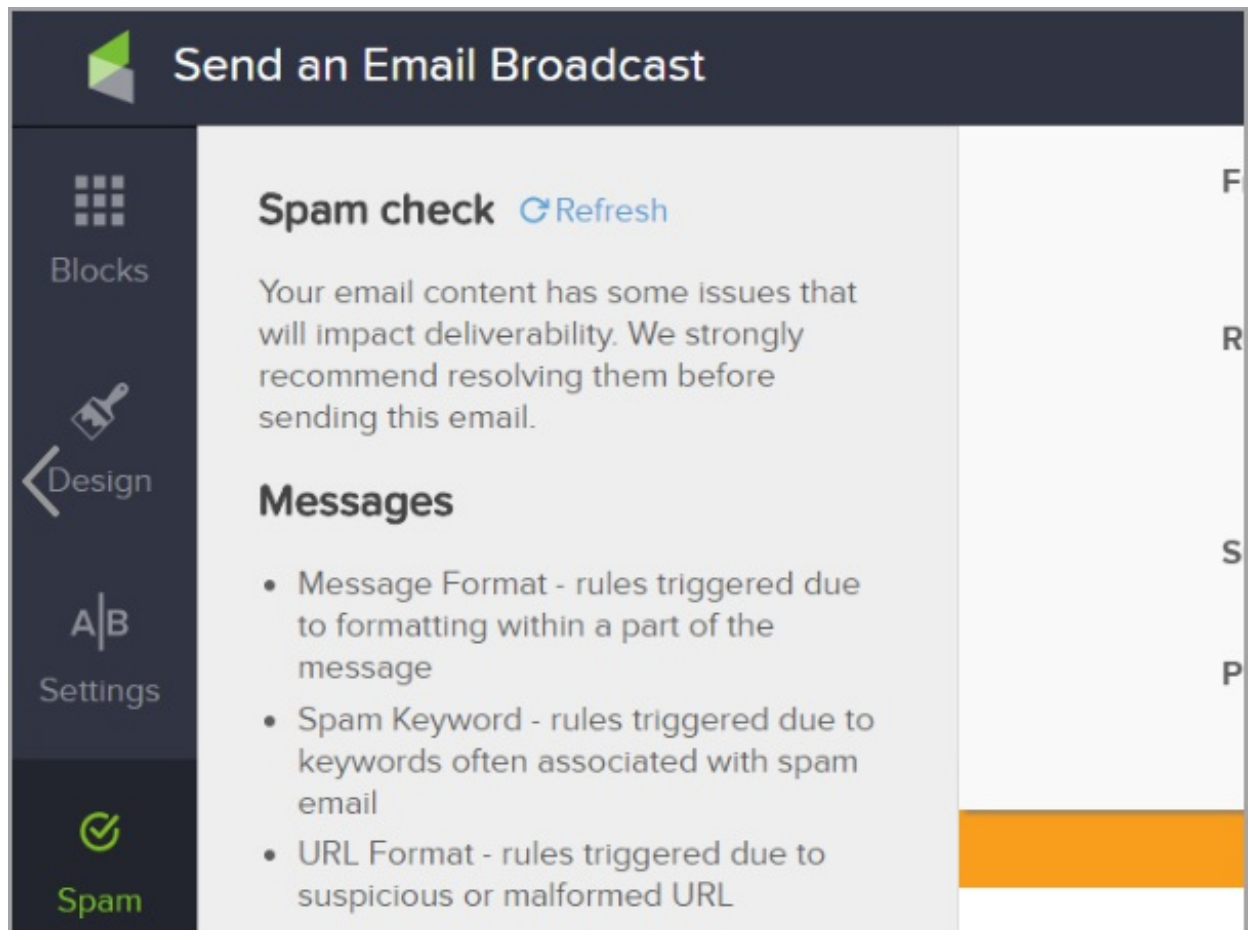 Send an Email Broadcast
Blocks
Design
A|B
Settings
Spam
Spam check Refresh
Your email content has some issues that
will impact deliverability. We strongly
recommend resolving them before
sending this email.
Messages
• Message Format - rules triggered due
to formatting within a part of the
message
• Spam Keyword - rules triggered due to
keywords often associated with spam
email
• URL Format - rules triggered due to
suspicious or malformed URL
R
S
P